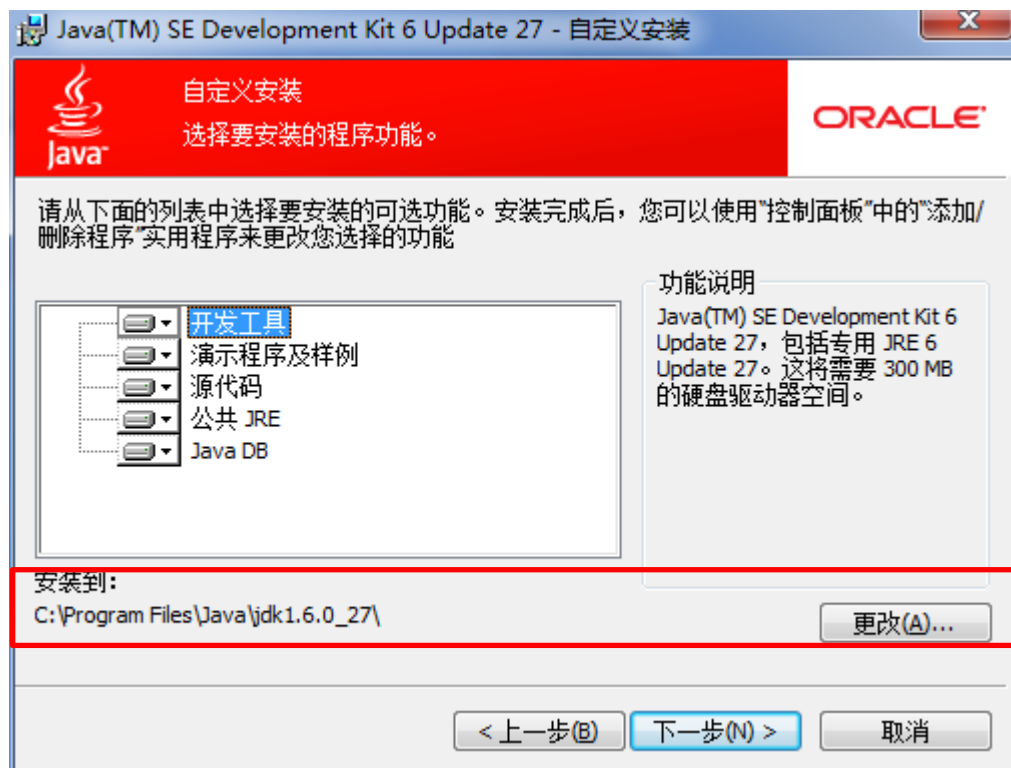 Java(TM) SE Development Kit 6 Update 27 - 自定义安装
Java
自定义安装
选择要安装的程序功能。
ORACLE
请从下面的列表中选择要安装的可选功能。安装完成后，您可以使用"控制面板"中的"添加/
删除程序"实用程序来更改您选择的功能
开发工具
演示程序及样例
源代码
公共 JRE
Java DB
功能说明
Java(TM) SE Development Kit 6
Update 27，包括专用 JRE 6
Update 27。这将需要 300 MB
的硬盘驱动器空间。
安装到：
C:\Program Files\Java\jdk1.6.0_27\
更改(A)...
<上一步(B)
下一步(N) >
取消